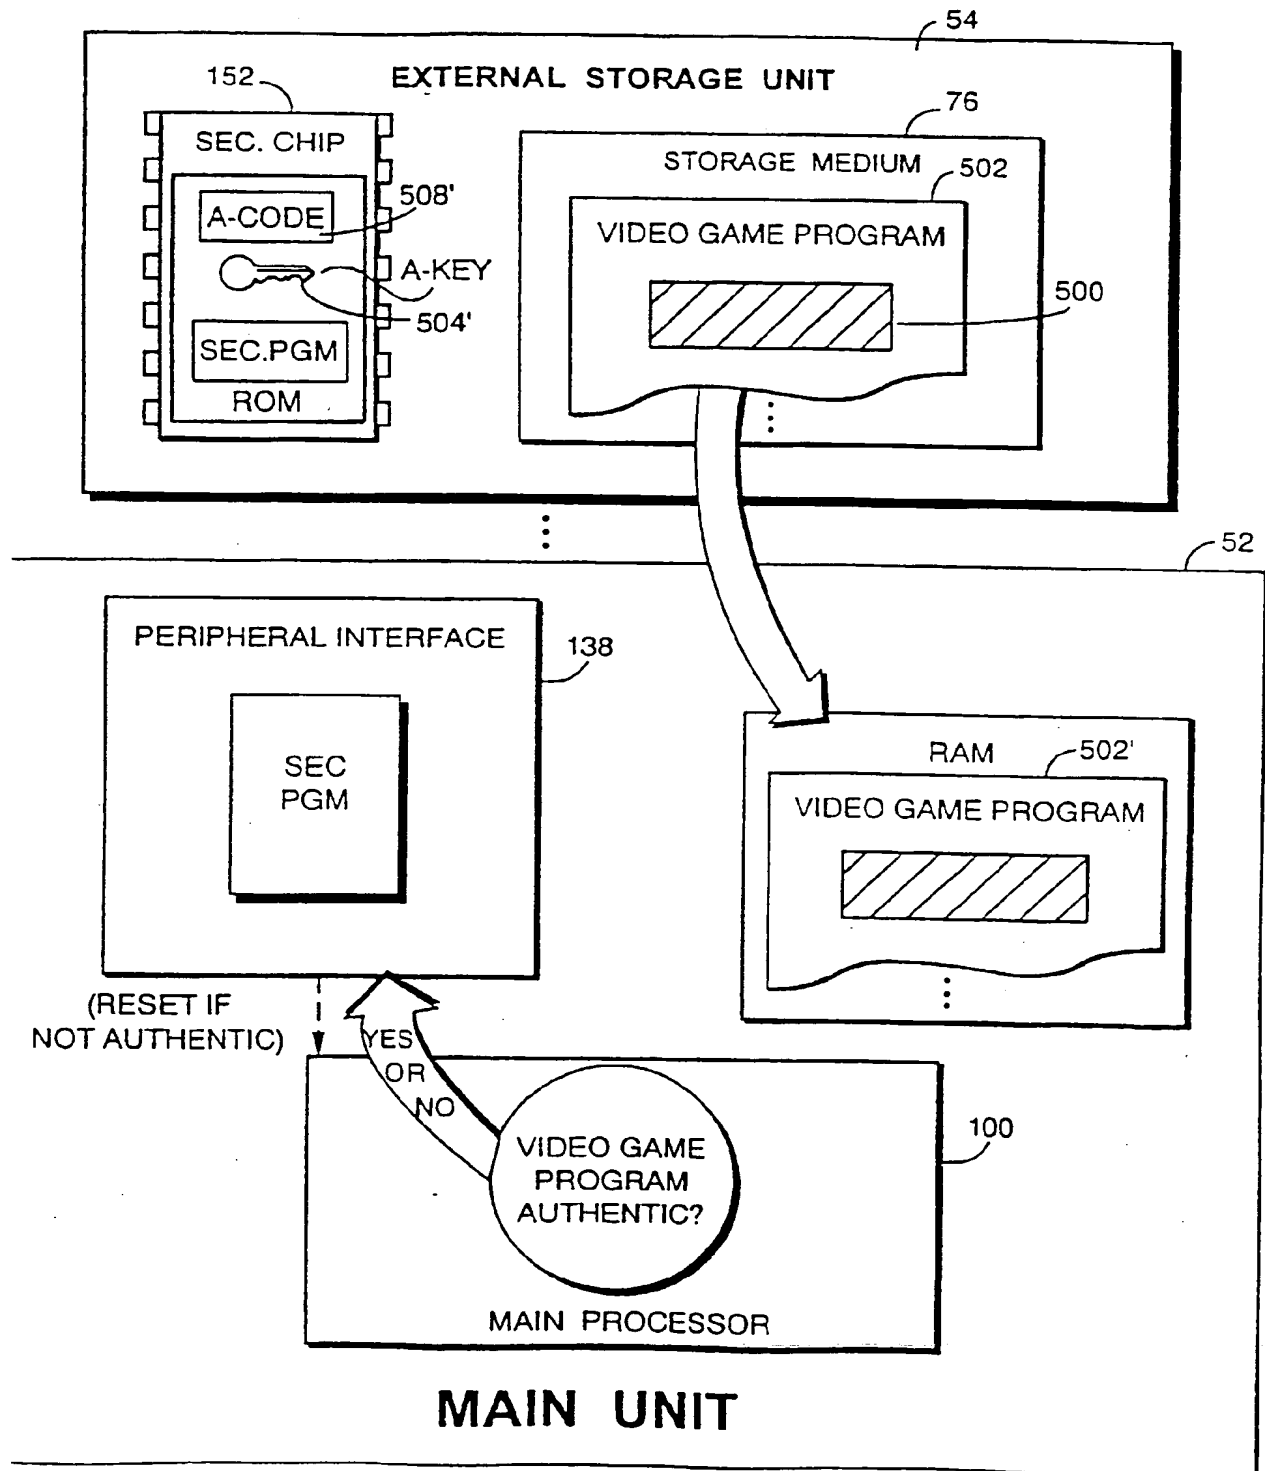 54
EXTERNAL STORAGE UNIT
152
76
SEC. CHIP
STORAGE MEDIUM
502
A-CODE
508'
VIDEO GAME PROGRAM
A-KEY
500
504'
SEC.PGM
ROM
52
PERIPHERAL INTERFACE
138
SEC
PGM
RAM
502'
VIDEO GAME PROGRAM
(RESET IF
NOT AUTHENTIC)
YES
OR
NO
100
VIDEO GAME
PROGRAM
AUTHENTIC?
MAIN PROCESSOR
MAIN UNIT